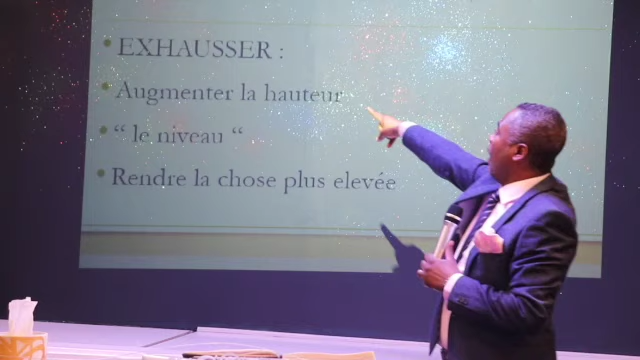 • EXHAUSSER :
• Augmenter la hauteur
• “ le niveau “
• Rendre la chose plus elevée